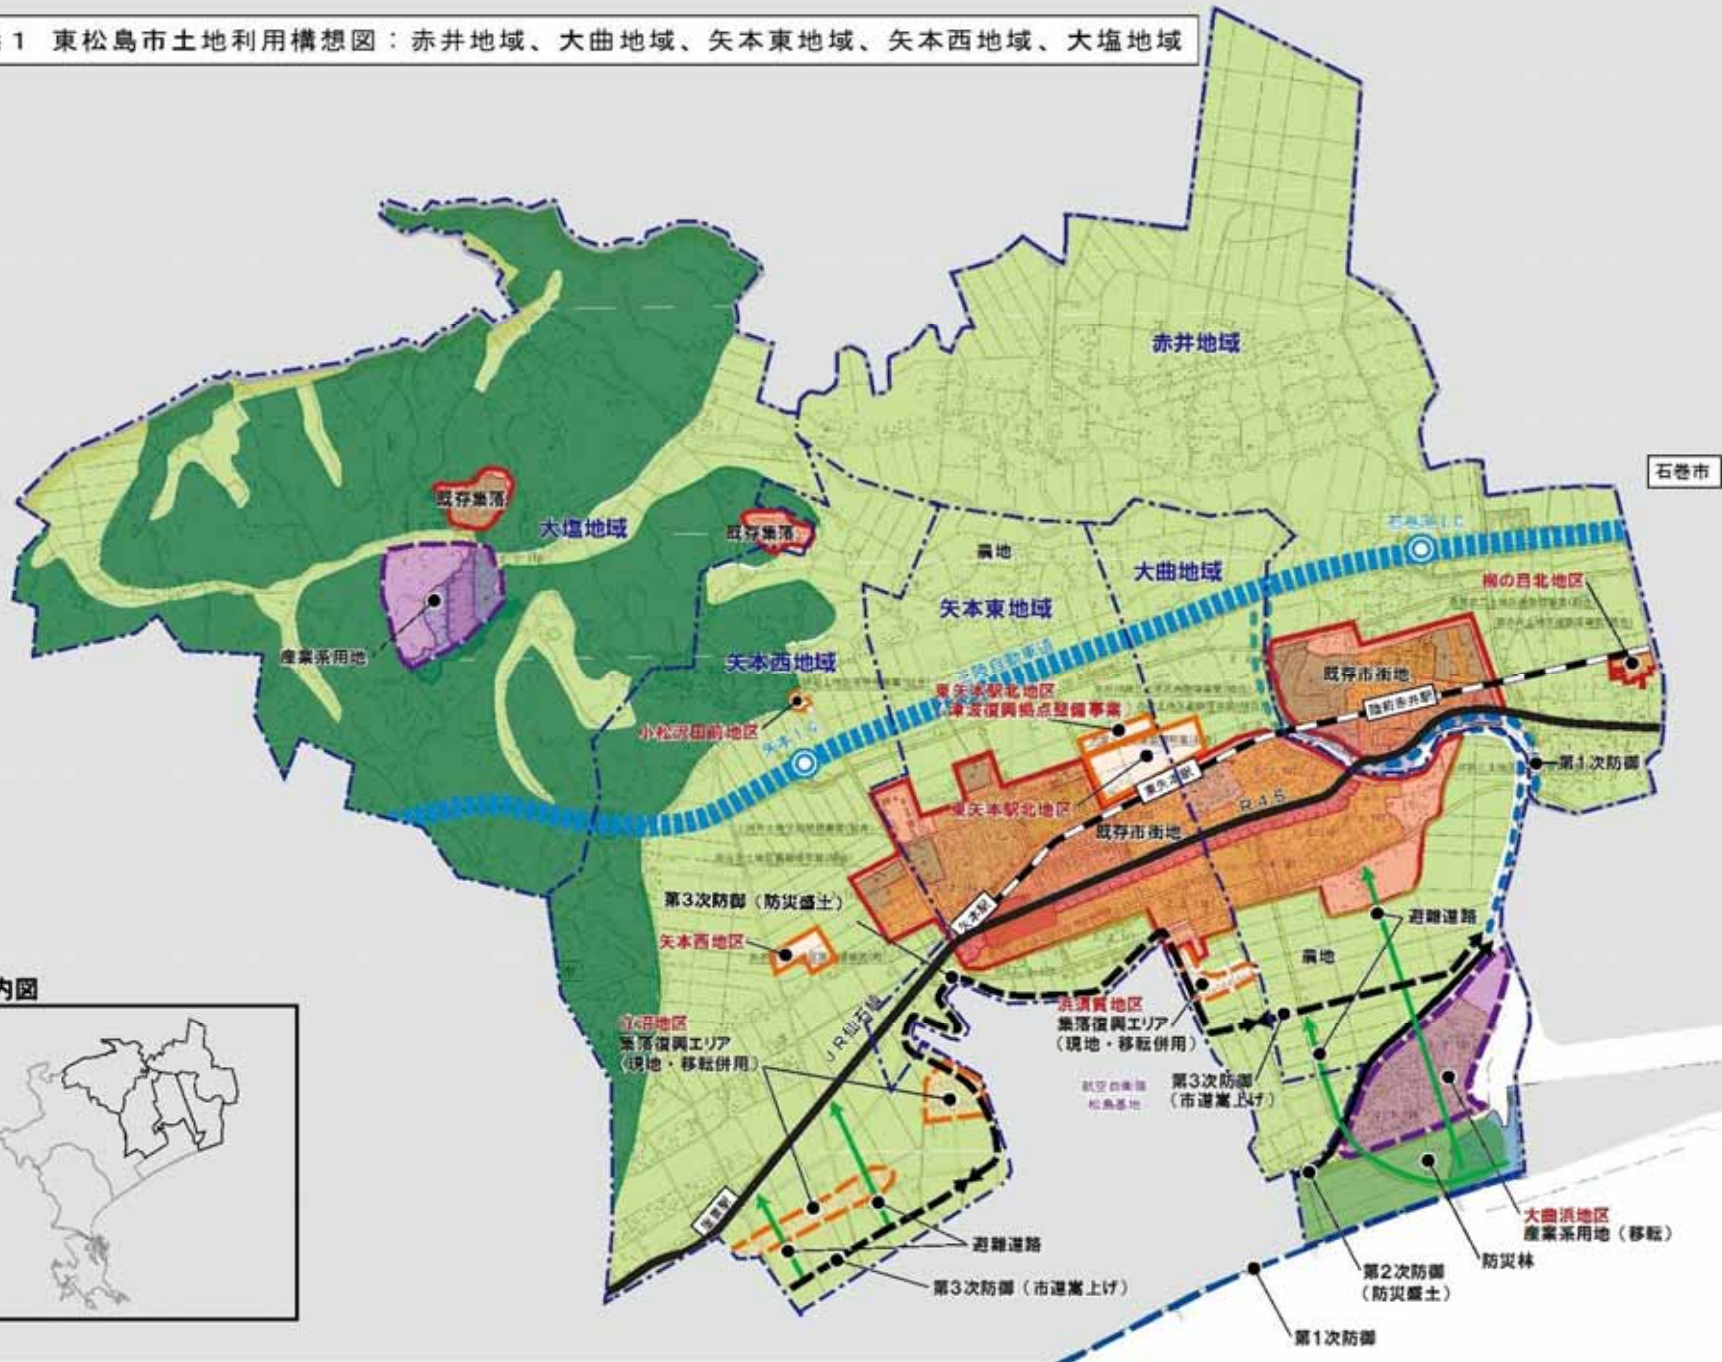 1 東松島市土地利用構想図：赤井地域、大曲地域、矢本東地域、矢本西地域、大塩地域
赤井地域
石巻市
既存集落
大塩地域
既存集落
農地
大曲地域
柳の目北地区
矢本東地域
産業系用地
矢本西地域
三陸自動車道
既存市街地
陸前赤井駅
東矢本駅北地区
津波復興拠点整備事業
小松沢田前地区
矢本IC
第1次防御
東矢本駅
東矢本駅北地区
R45
既存市街地
第3次防御（防災盛土）
矢本駅
避難道路
矢本西地区
農地
内図
浜須賀地区
集落復興エリア
（現地・移転併用）
立沼地区
集落復興エリア
（現地・移転併用）
JR仙石線
航空自衛隊
松島基地
第3次防御
（市道嵩上げ）
避難道路
大曲浜地区
産業系用地（移転）
防災林
第2次防御
（防災盛土）
第3次防御（市道嵩上げ）
第1次防御